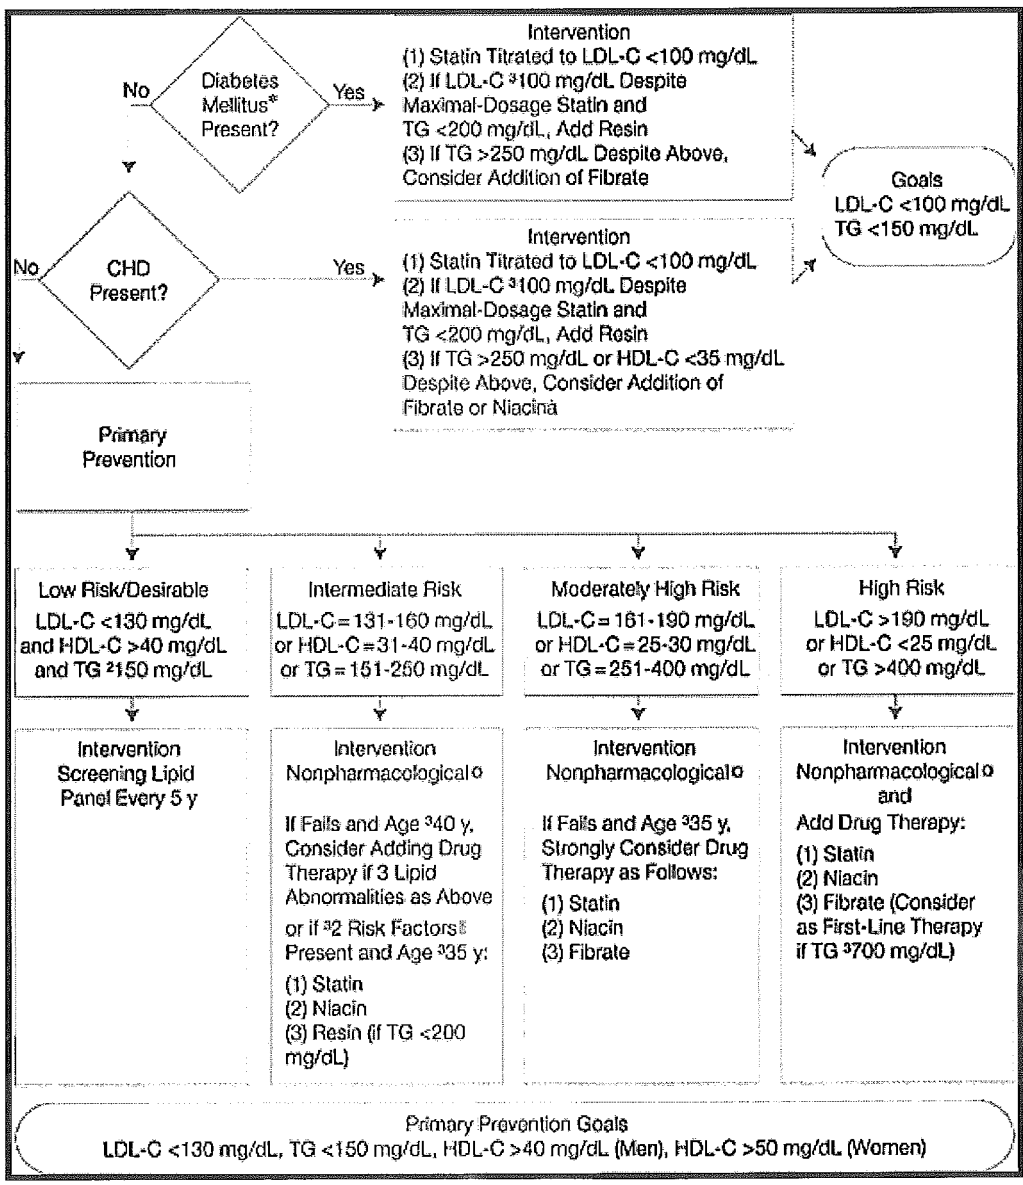 Diabetes
Mellitus*
Present?
No
Yes
Intervention
(1) Statin Titrated to LDL-C <100 mg/dL
(2) If LDL-C ³100 mg/dL Despite
Maximal-Dosage Statin and
TG <200 mg/dL, Add Resin
(3) If TG >250 mg/dL Despite Above,
Consider Addition of Fibrate
Goals
LDL-C <100 mg/dL
TG <150 mg/dL
CHD
Present?
No
Yes
Intervention
(1) Statin Titrated to LDL-C <100 mg/dL
(2) If LDL-C ³100 mg/dL Despite
Maximal-Dosage Statin and
TG <200 mg/dL, Add Resin
(3) If TG >250 mg/dL or HDL-C <35 mg/dL
Despite Above, Consider Addition of
Fibrate or Niacinà
Primary
Prevention
Low Risk/Desirable
LDL-C <130 mg/dL
and HDL-C >40 mg/dL
and TG ²150 mg/dL
Intermediate Risk
LDL-C=131-160 mg/dL
or HDL-C=31-40 mg/dL
or TG=151-250 mg/dL
Moderately High Risk
LDL-C=161-190 mg/dL
or HDL-C=25-30 mg/dL
or TG=251-400 mg/dL
High Risk
LDL-C >190 mg/dL
or HDL-C <25 mg/dL
or TG >400 mg/dL
Intervention
Screening Lipid
Panel Every 5 y
Intervention
Nonpharmacological¤
If Fails and Age ³40 y,
Consider Adding Drug
Therapy if 3 Lipid
Abnormalities as Above
or if ³2 Risk Factors
Present and Age ³35 y:
(1) Statin
(2) Niacin
(3) Resin (if TG <200
mg/dL)
Intervention
Nonpharmacological¤
If Fails and Age ³35 y,
Strongly Consider Drug
Therapy as Follows:
(1) Statin
(2) Niacin
(3) Fibrate
Intervention
Nonpharmacological¤
and
Add Drug Therapy:
(1) Statin
(2) Niacin
(3) Fibrate (Consider
as First-Line Therapy
if TG ³700 mg/dL)
Primary Prevention Goals
LDL-C <130 mg/dL, TG <150 mg/dL, HDL-C >40 mg/dL (Men), HDL-C >50 mg/dL (Women)